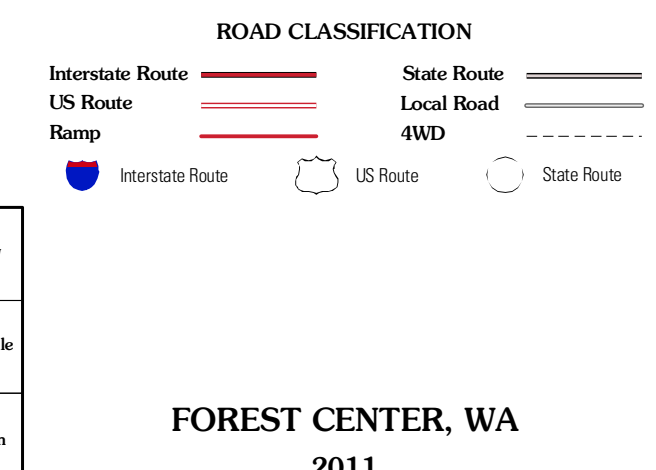 ROAD CLASSIFICATION
Interstate Route State Route
US Route Local Road
Ramp 4WD
Interstate Route US Route State Route
le
FOREST CENTER, WA
2011